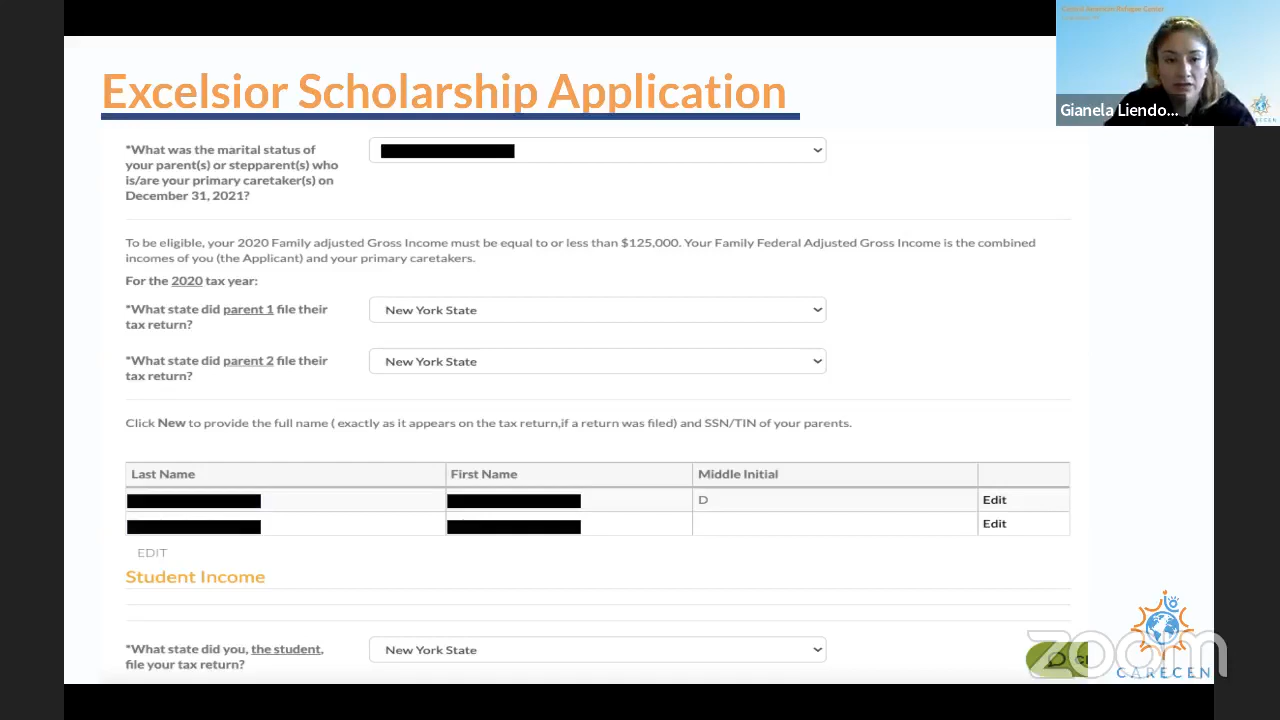 Central American Refugee Center
Gianela Liendo...
Excelsior Scholarship Application
*What was the marital status of
your parent(s) or stepparent(s) who
is/are your primary caretaker(s) on
December 31, 2021?
To be eligible, your 2020 Family adjusted Gross Income must be equal to or less than $125,000. Your Family Federal Adjusted Gross Income is the combined
incomes of you (the Applicant) and your primary caretakers.
For the 2020 tax year:
*What state did parent 1 file their
tax return?
New York State
*What state did parent 2 file their
tax return?
New York State
Click New to provide the full name ( exactly as it appears on the tax return,if a return was filed) and SSN/TIN of your parents.
Last Name First Name Middle Initial
D Edit
Edit
EDIT
Student Income
*What state did you, the student,
file your tax return?
New York State
zoom
CARECEN